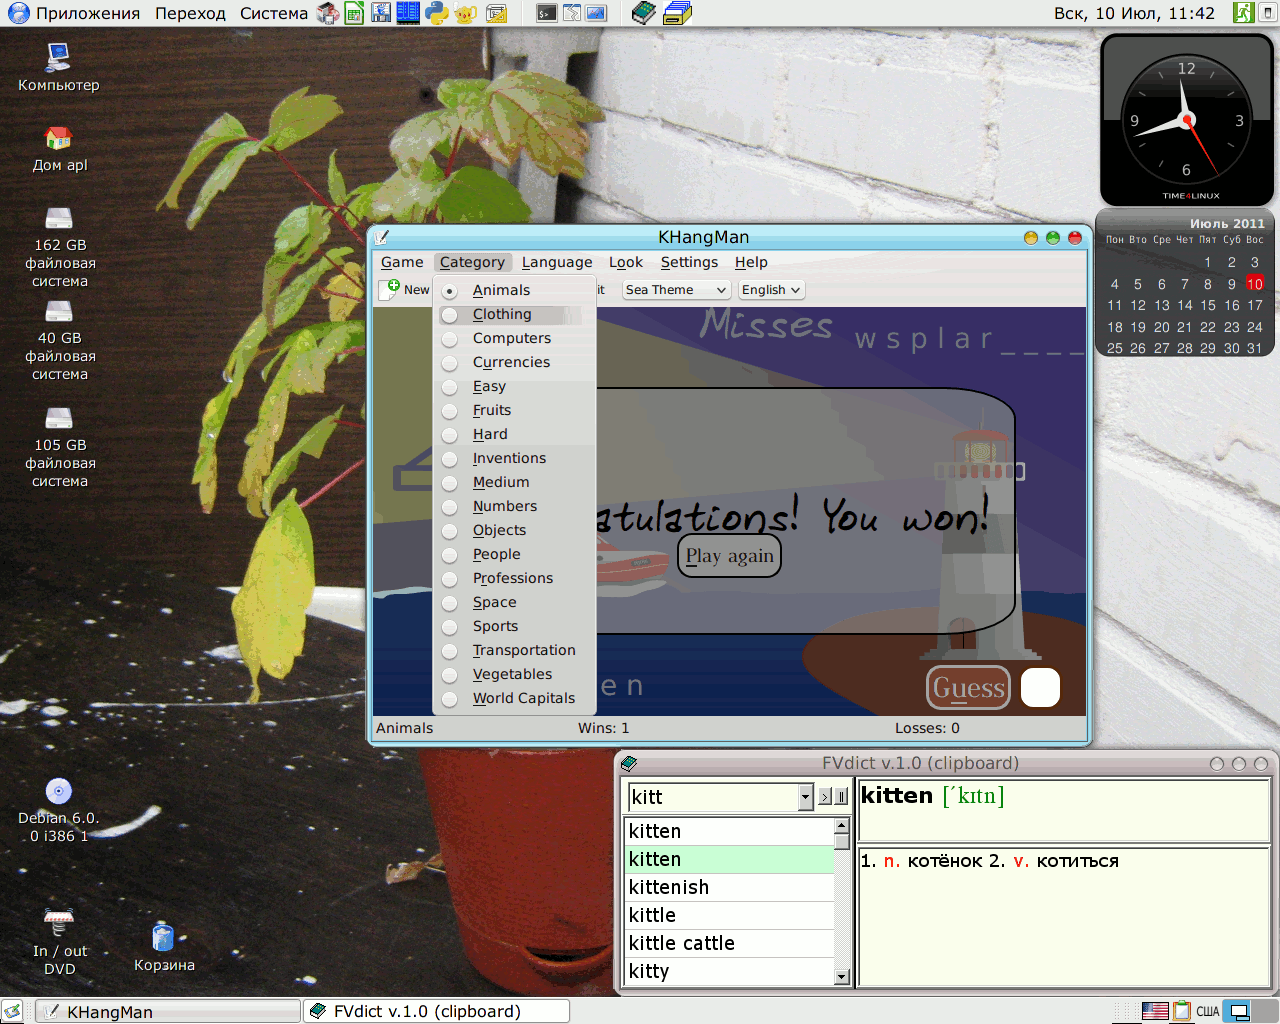 Приложения Переход Система
Вск, 10 Июл, 11:42
Компьютер
Дом apl
162 GB
файловая
система
40 GB
файловая
система
105 GB
файловая
система
Debian 6.0.
0 i386 1
In / out
DVD
Корзина
12
9 3
6
TIME4LINUX
Июль 2011
Пон Вто Сре Чет Пят Суб Вос
1 2 3
4 5 6 7 8 9 10
11 12 13 14 15 16 17
18 19 20 21 22 23 24
25 26 27 28 29 30 31
KHangMan
Game Category Language Look Settings Help
New it Sea Theme English
Animals
Clothing
Computers
Currencies
Easy
Fruits
Hard
Inventions
Medium
Numbers
Objects
People
Professions
Space
Sports
Transportation
Vegetables
World Capitals
Misses w s p l a r _ _ _ _
atulations! You won!
Play again
e n
Guess
Animals Wins: 1 Losses: 0
FVdict v.1.0 (clipboard)
kitt
kitten
kitten
kittenish
kittle
kittle cattle
kitty
kitten [´kɪtn]
1. n. котёнок 2. v. котиться
KHangMan
FVdict v.1.0 (clipboard)
США